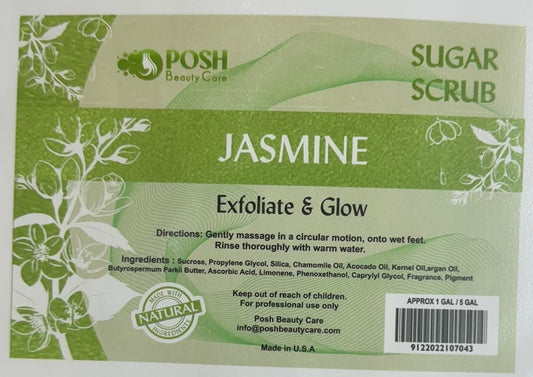 POSH
Beauty Care
SUGAR
SCRUB
JASMINE
Exfoliate & Glow
Directions: Gently massage in a circular motion, onto wet feet.
Rinse thoroughly with warm water.
Ingredients : Sucrose, Propylene Glycol, Silica, Chamomile Oil, Acocado Oil, Kernel Oil,argan Oil,
Butyrospermum Parkii Butter, Ascorbic Acid, Limonene, Phenoxethanol, Caprylyl Glycol, Fragrance, Pigment
MADE WITH
NATURAL
INGREDIENTS
Keep out of reach of children.
For professional use only
Posh Beauty Care
info@poshbeautycare.com
Made in U.S.A
APPROX 1 GAL / 5 GAL
9122022107043